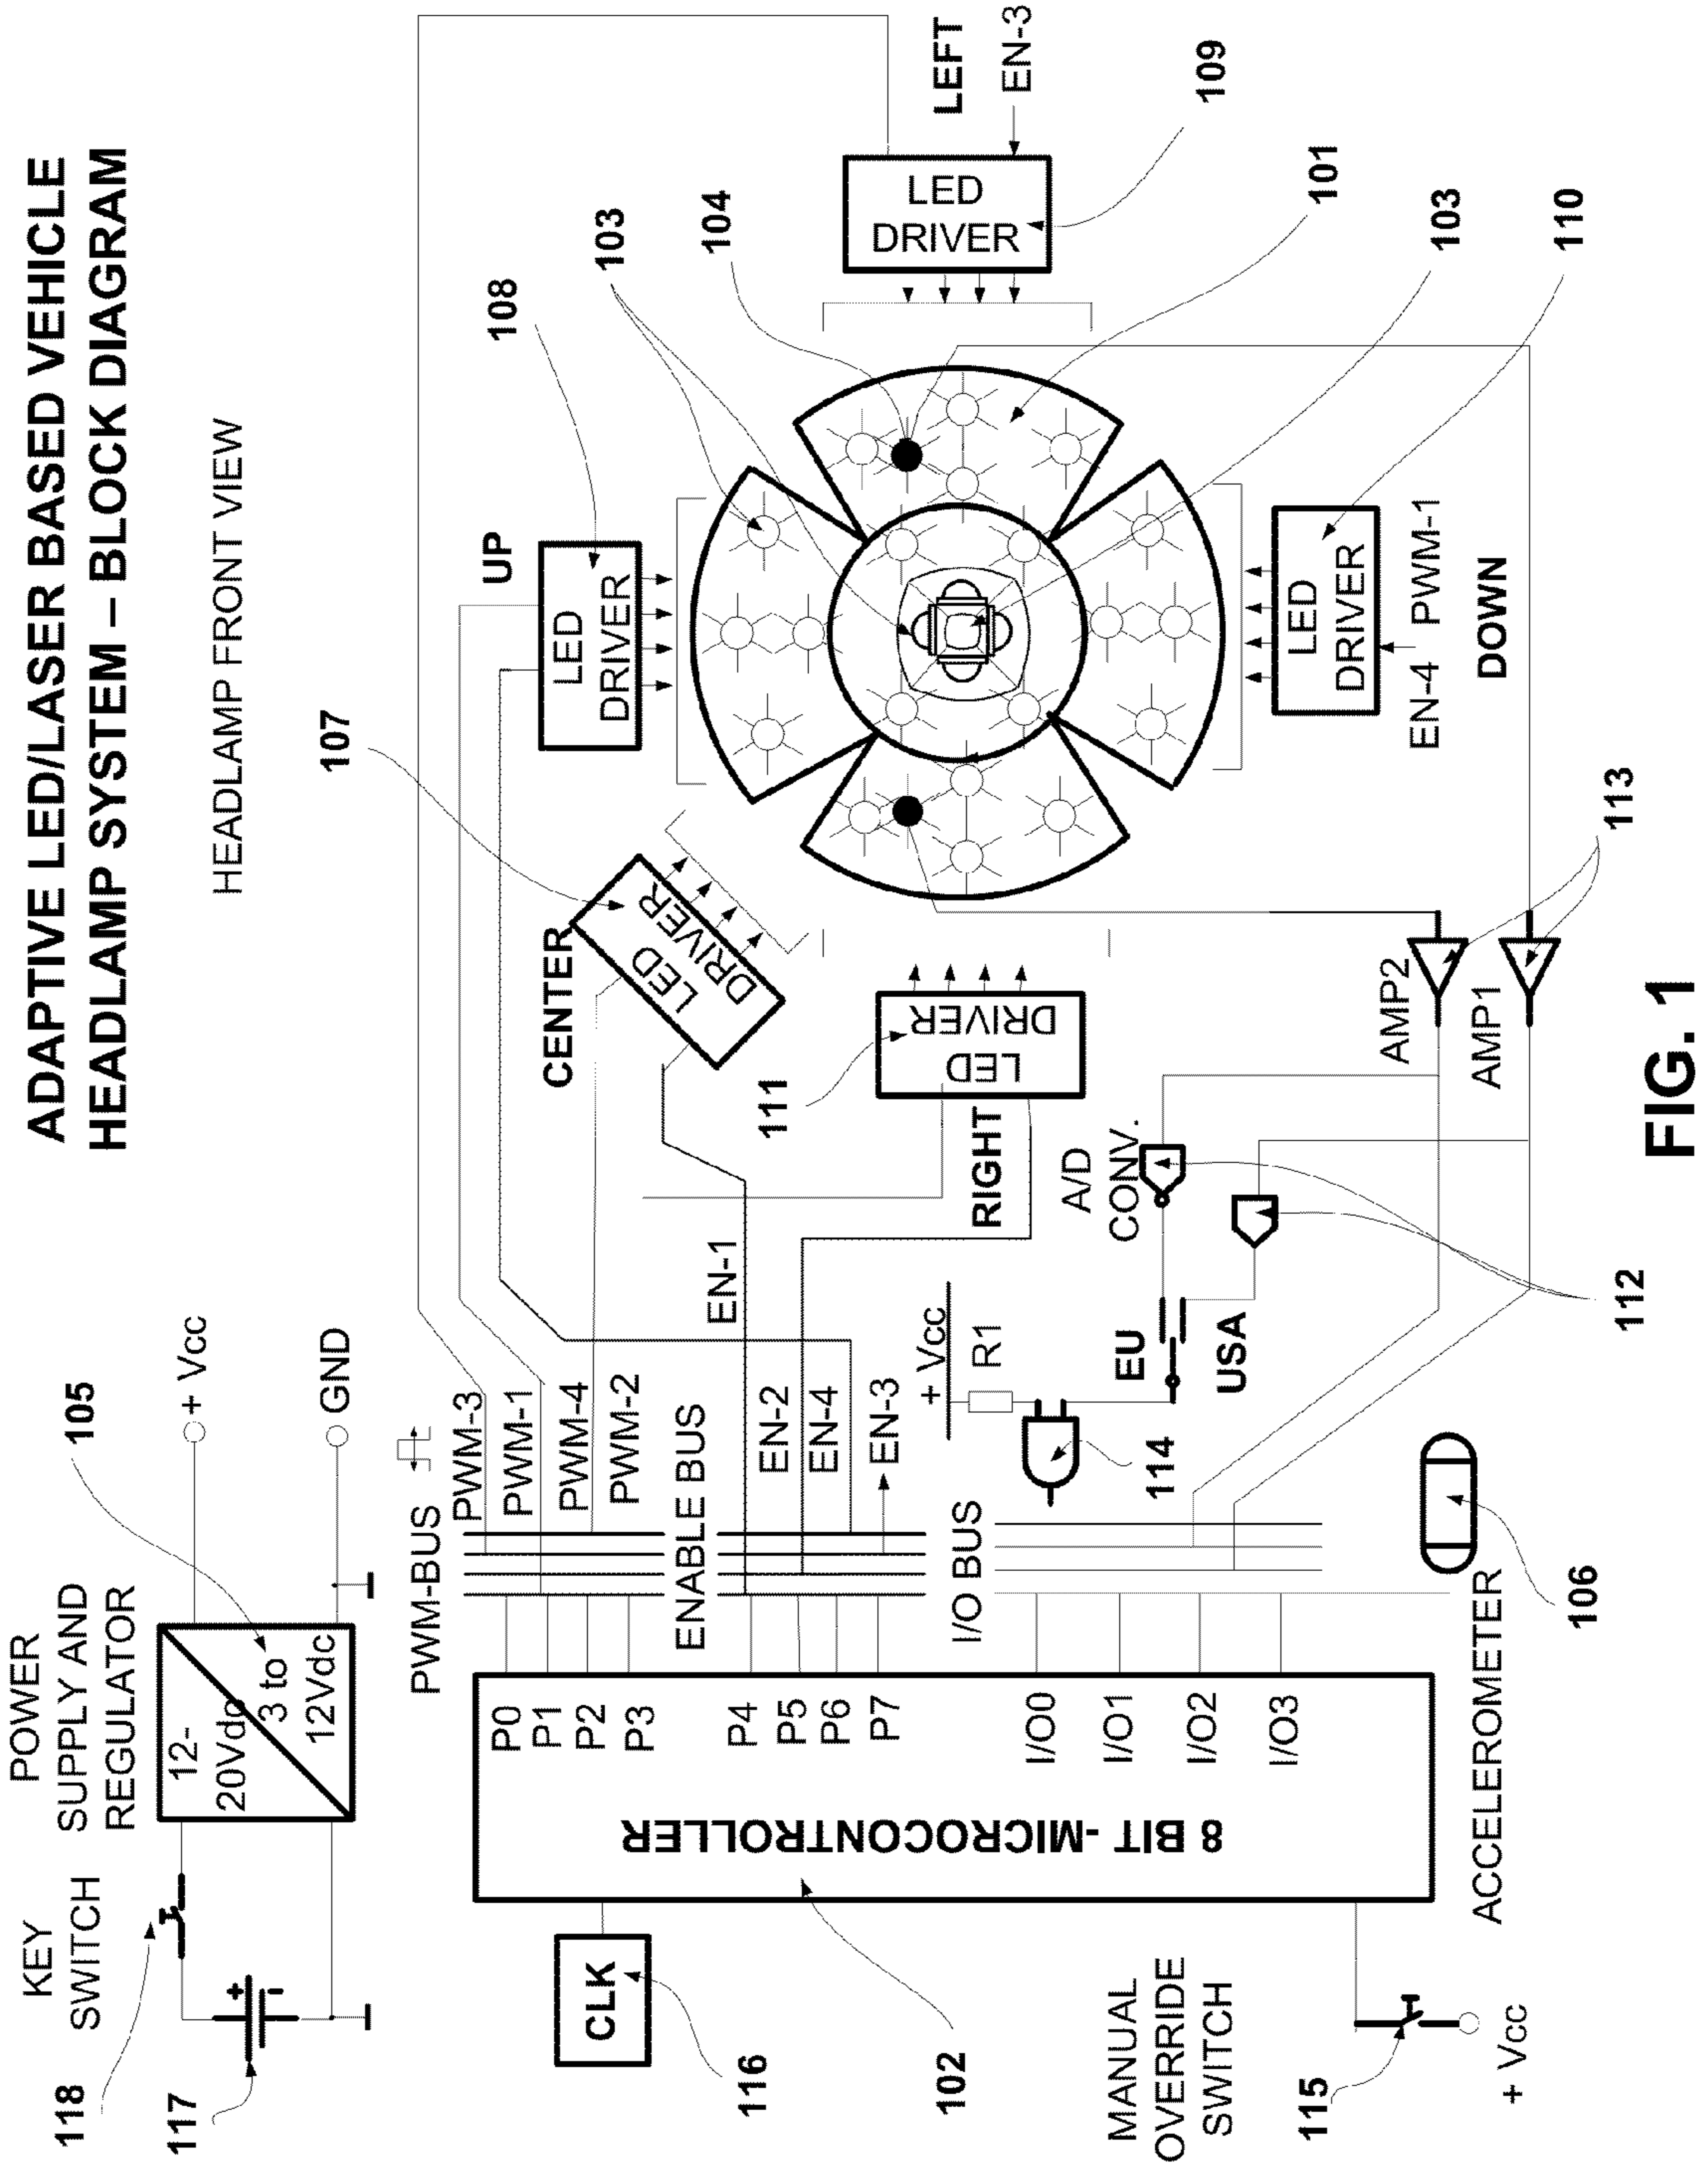 ADAPTIVE LED/LASER BASED VEHICLE
HEADLAMP SYSTEM – BLOCK DIAGRAM
HEADLAMP FRONT VIEW
KEY
SWITCH
118
117
POWER
SUPPLY AND
REGULATOR
12-
20Vdc
3 to
12Vdc
105
+ Vcc
GND
CLK
116
102
8 BIT -MICROCONTROLLER
P0
P1
P2
P3
P4
P5
P6
P7
I/O0
I/O1
I/O2
I/O3
MANUAL
OVERRIDE
SWITCH
115
+ Vcc
ACCELEROMETER
106
PWM-BUS
PWM-3
PWM-1
PWM-4
PWM-2
ENABLE BUS
EN-1
EN-2
EN-4
EN-3
I/O BUS
+ Vcc
R1
114
EU
USA
A/D
CONV.
112
AMP2
AMP1
113
CENTER
LED
DRIVER
107
UP
LED
DRIVER
108
RIGHT
LED
DRIVER
111
LEFT
EN-3
LED
DRIVER
109
DOWN
LED
DRIVER
EN-4
PWM-1
110
103
104
101
103
FIG. 1